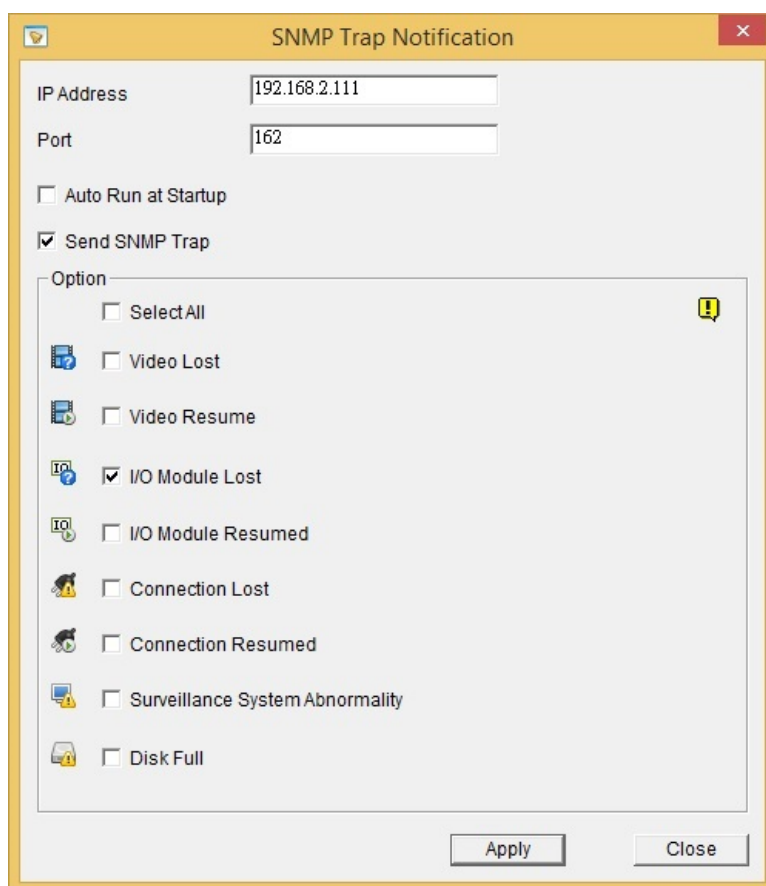 SNMP Trap Notification
IP Address 192.168.2.111
Port 162
Auto Run at Startup
Send SNMP Trap
Option
Select All
Video Lost
Video Resume
IO I/O Module Lost
IO I/O Module Resumed
Connection Lost
Connection Resumed
Surveillance System Abnormality
Disk Full
Apply Close